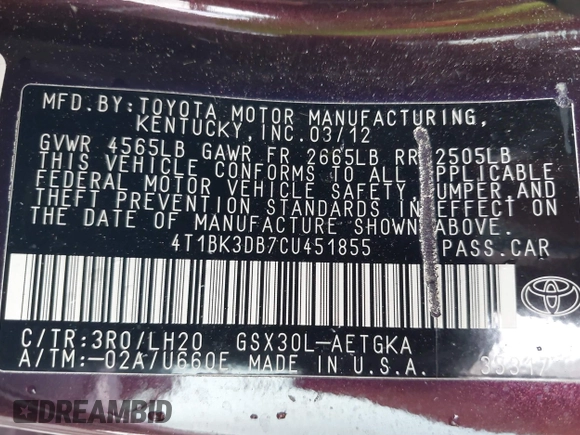 MFD.BY:TOYOTA MOTOR MANUFACTURING,
KENTUCKY,INC.03/12
GVWR 4565LB GAWR FR 2665LB RR 2505LB
THIS VEHICLE CONFORMS TO ALL APPLICABLE
FEDERAL MOTOR VEHICLE SAFETY, BUMPER AND
THEFT PREVENTION STANDARDS IN EFFECT ON
THE DATE OF MANUFACTURE SHOWN ABOVE.
4T1BK3DB7CU451855 PASS.CAR
C/TR:3R0/LH20 GSX30L-AETGKA
A/TM:-02A/U660E MADE IN U.S.A.
DREAMBID